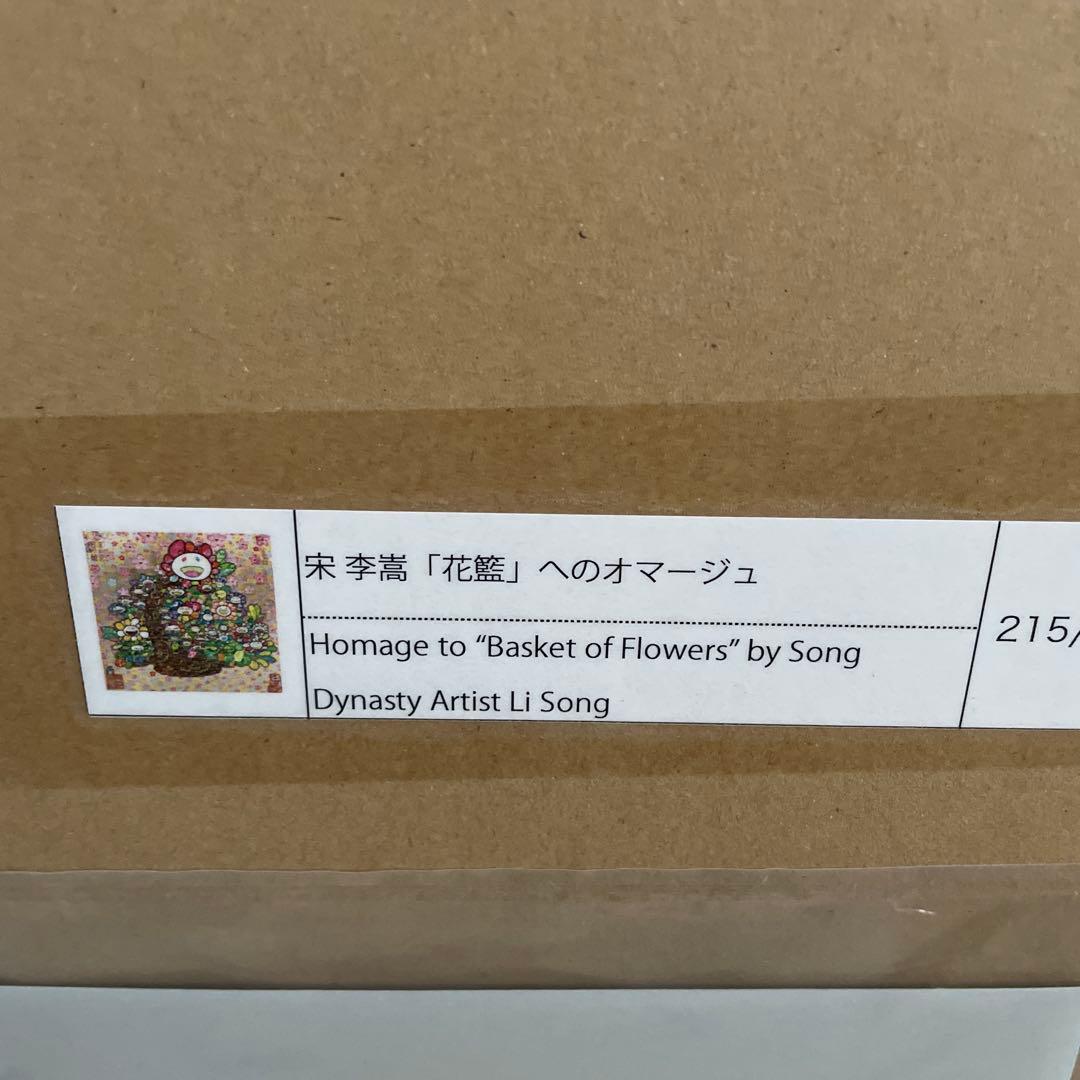 宋 李嵩「花籃」へのオマージュ
Homage to “Basket of Flowers” by Song
Dynasty Artist Li Song
215/